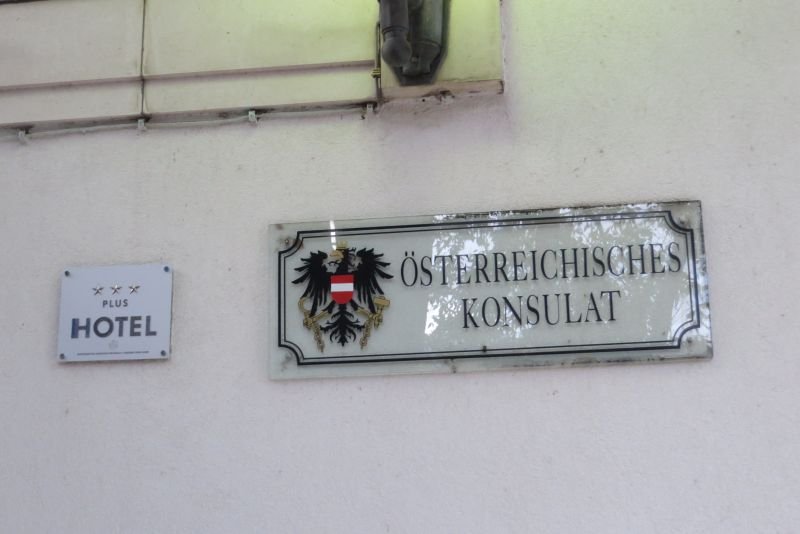 PLUS
HOTEL
ÖSTERREICHISCHES
KONSULAT